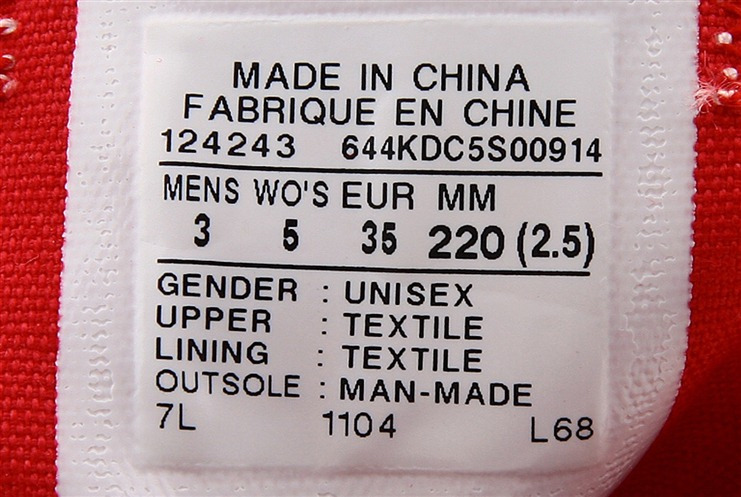 MADE IN CHINA
FABRIQUE EN CHINE
124243 644KDC5S00914
MENS WO'S EUR MM
3 5 35 220 (2.5)
GENDER : UNISEX
UPPER : TEXTILE
LINING : TEXTILE
OUTSOLE : MAN-MADE
7L 1104 L68